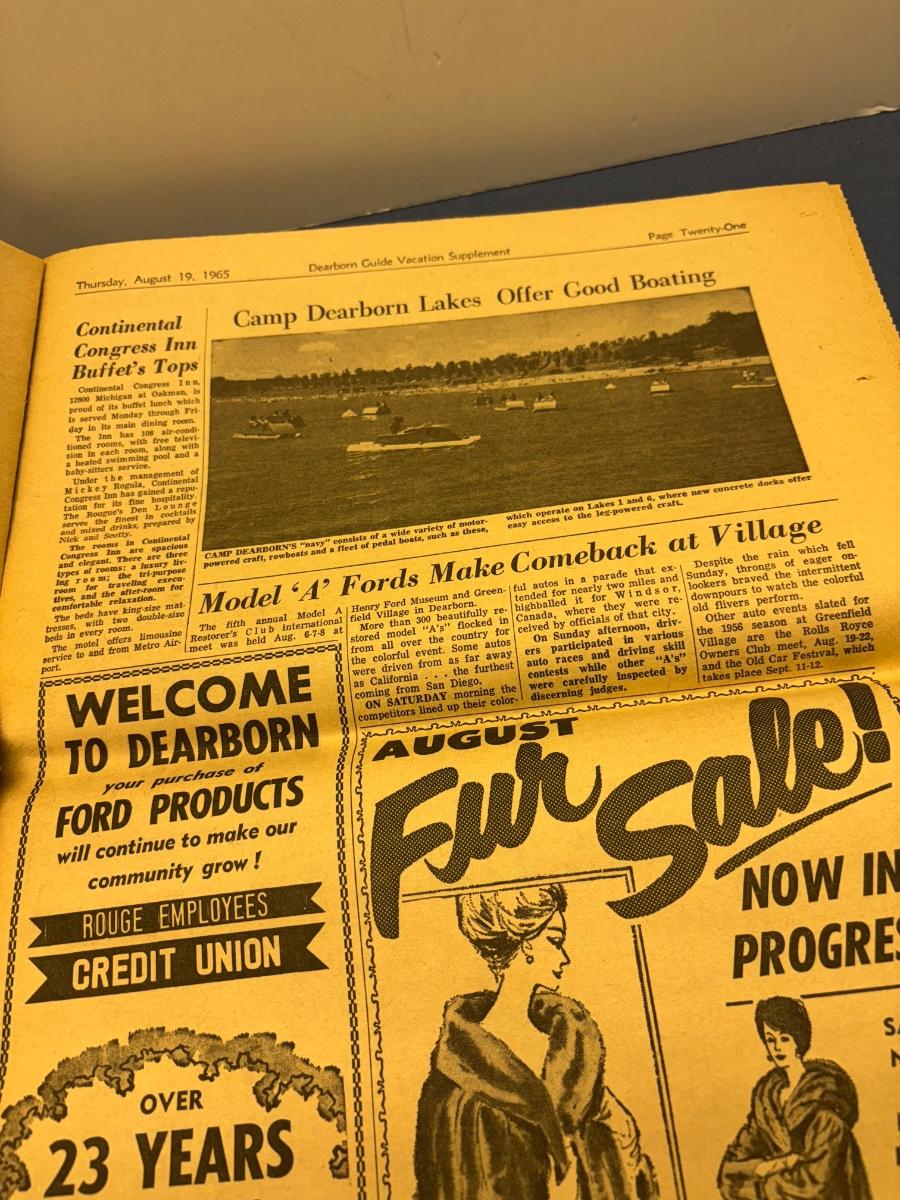 Thursday, August 19, 1965
Dearborn Guide Vacation Supplement
Page Twenty-One
Continental
Congress Inn
Buffet's Tops
Continental Congress Inn,
12800 Michigan at Oakman, is
proud of its buffet lunch which
is served Monday through Fri-
day in its main dining room.
The Inn has 108 air-condi-
tioned rooms, with free televi-
sion in each room, along with
a heated swimming pool and a
baby-sitters service.
Under the management of
Mickey Rogula, Continental
Congress Inn has gained a repu-
tation for its fine hospitality.
The Rougue's Den Lounge
serves the finest in cocktails
and mixed drinks, prepared by
Nick and Scotty.
The rooms in Continental
Congress Inn are spacious
and elegant. There are three
types of rooms: a luxury liv-
ing room; the tri-purpose
room for traveling execu-
tives, and the after-room for
comfortable relaxation.
The beds have king-size mat-
tresses, with two double-size
beds in every room.
The motel offers limousine
service to and from Metro Air-
port.
Camp Dearborn Lakes Offer Good Boating
CAMP DEARBORN'S "navy" consists of a wide variety of motor-
powered craft, rowboats and a fleet of pedal boats, such as these,
which operate on Lakes 1 and 6, where new concrete docks offer
easy access to the leg-powered craft.
Model 'A' Fords Make Comeback at Village
The fifth annual Model A
Restorer's Club international
meet was held Aug. 6-7-8 at
Henry Ford Museum and Green-
field Village in Dearborn.
More than 300 beautifully re-
stored model "A's" flocked in
from all over the country for
the colorful event. Some autos
were driven from as far away
as California . . . the furthest
coming from San Diego.
ON SATURDAY morning the
competitors lined up their color-
ful autos in a parade that ex-
tended for nearly two miles and
highballed it for Windsor,
Canada, where they were re-
ceived by officials of that city.
On Sunday afternoon, driv-
ers participated in various
auto races and driving skill
contests while other "A's"
were carefully inspected by
discerning judges.
Despite the rain which fell
Sunday, throngs of eager on-
lookers braved the intermittent
downpours to watch the colorful
old flivers perform.
Other auto events slated for
the 1956 season at Greenfield
Village are the Rolls Royce
Owners Club meet, Aug. 19-22,
and the Old Car Festival, which
takes place Sept. 11-12.
WELCOME
TO DEARBORN
your purchase of
FORD PRODUCTS
will continue to make our
community grow!
ROUGE EMPLOYEES
CREDIT UNION
OVER
23 YEARS
AUGUST
Fur Sale!
NOW IN
PROGRE